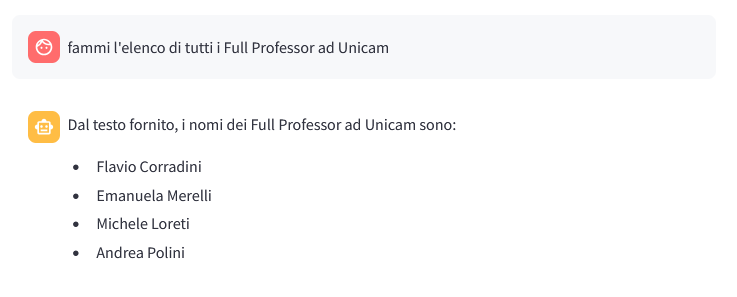 fammi l'elenco di tutti i Full Professor ad Unicam
Dal testo fornito, i nomi dei Full Professor ad Unicam sono:
• Flavio Corradini
• Emanuela Merelli
• Michele Loreti
• Andrea Polini